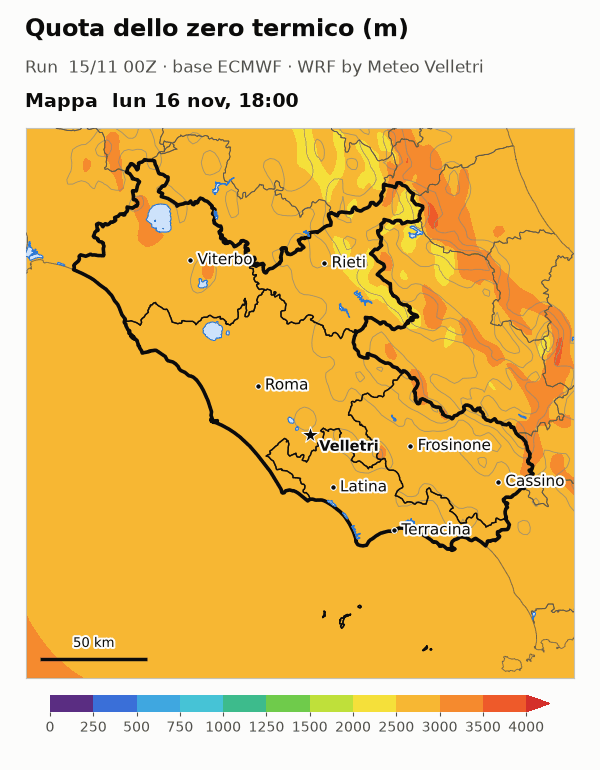 Quota dello zero termico (m)
Run  15/11 00Z · base ECMWF · WRF by Meteo Velletri
Mappa  lun 16 nov, 18:00
Viterbo
Rieti
Roma
Velletri
Frosinone
Cassino
Latina
Terracina
50 km
0 250 500 750 1000 1250 1500 2000 2500 3000 3500 4000